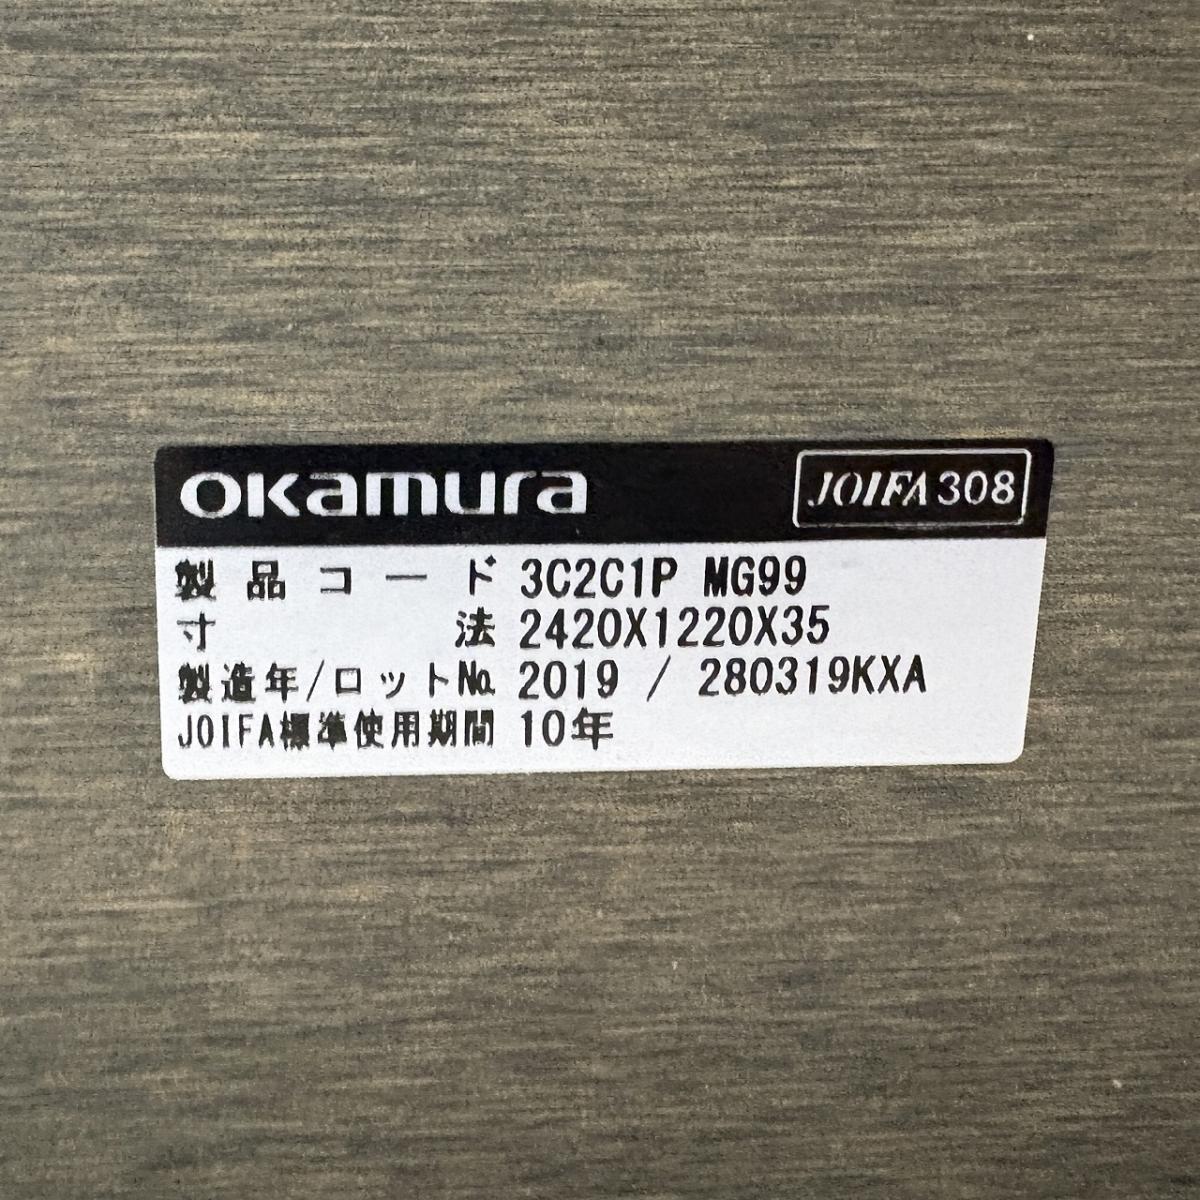 okamura JOIFA308
製品コード 3C2C1P MG99
寸法 2420X1220X35
製造年/ロットNo. 2019 / 280319KXA
JOIFA標準使用期間 10年